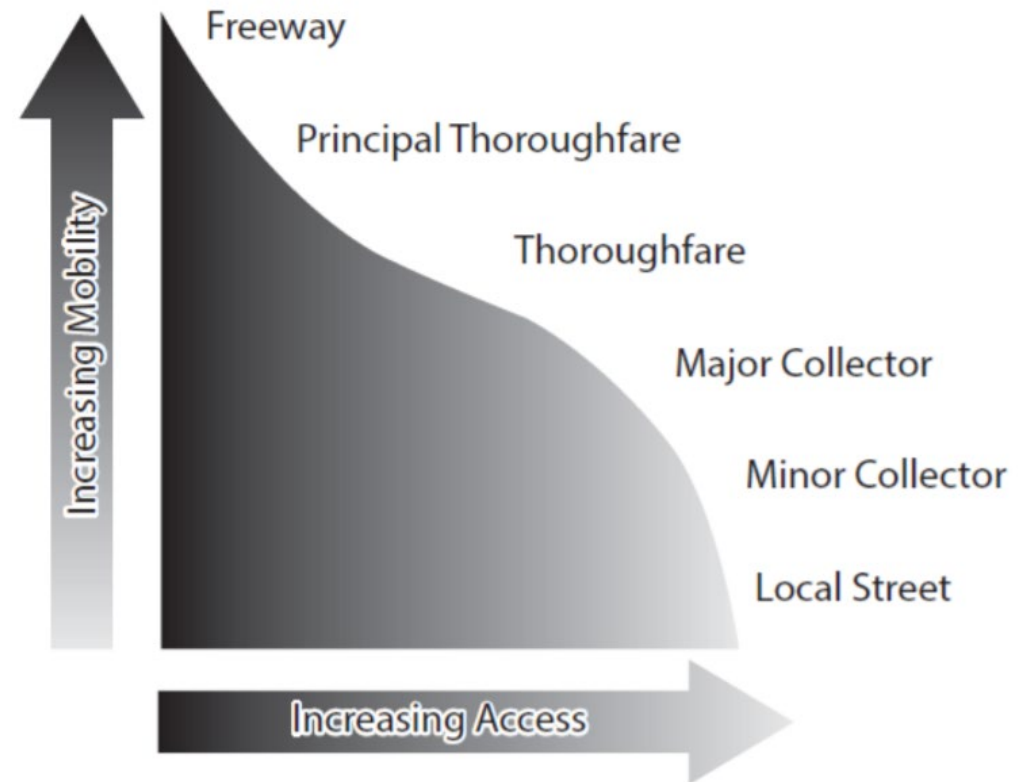 Freeway
Principal Thoroughfare
Thoroughfare
Major Collector
Minor Collector
Local Street
Increasing Mobility
Increasing Access